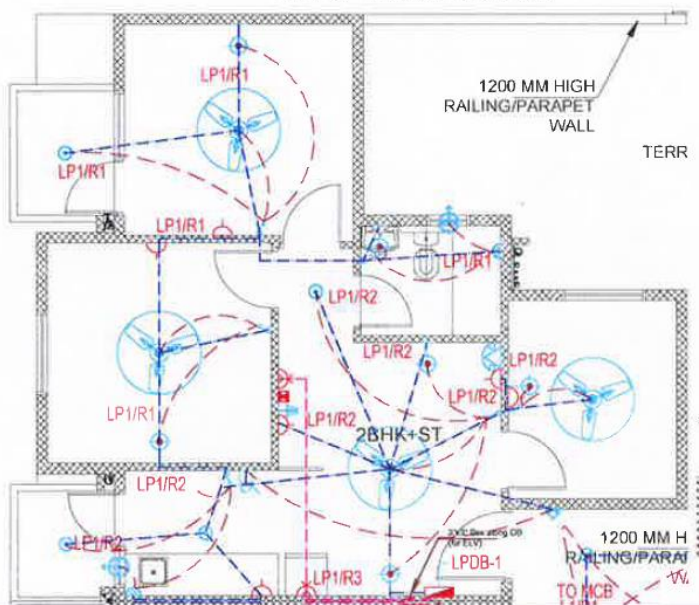 LP1/R1
1200 MM HIGH
RAILING/PARAPET
WALL
TERR
LP1/R1
LP1/R1
LP1/R1
LP1/R2
LP1/R2
LP1/R2
LP1/R2
LP1/R1
LP1/R2
2BHK+ST
LP1/R2
LP1/R2
1200 MM H
RAILING/PARAI
LPDB-1
LP1/R3
TO MCB